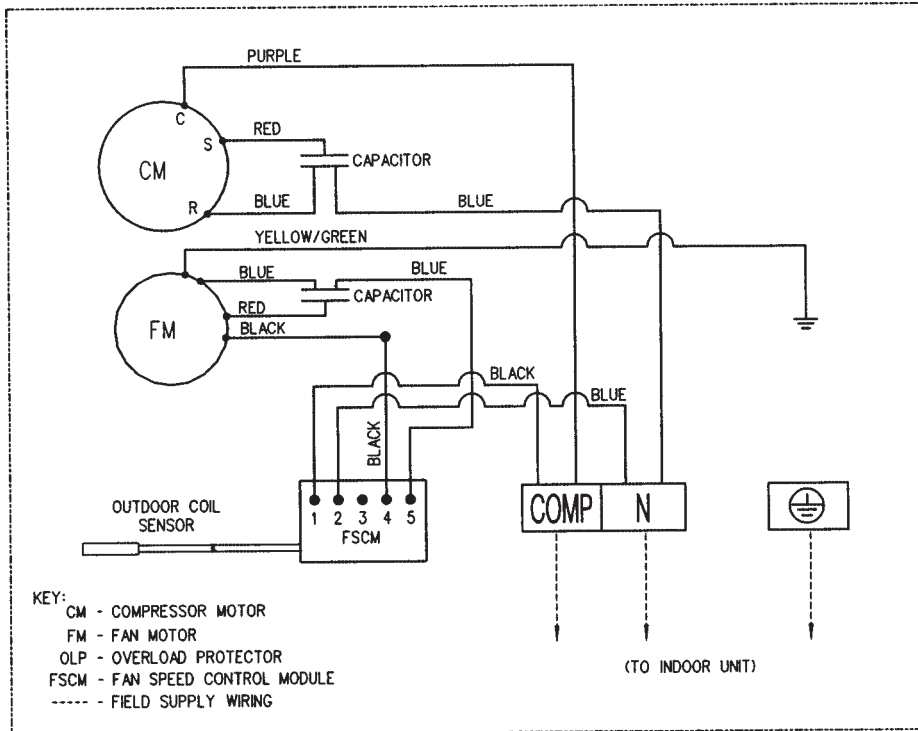 PURPLE
C
S
RED
CM
CAPACITOR
R
BLUE
BLUE
YELLOW/GREEN
BLUE
BLUE
CAPACITOR
RED
FM
BLACK
BLACK
BLUE
BLACK
COMP
N
1 2 3 4 5
FSCM
OUTDOOR COIL
SENSOR
KEY:
CM - COMPRESSOR MOTOR
FM - FAN MOTOR
OLP - OVERLOAD PROTECTOR
FSCM - FAN SPEED CONTROL MODULE
----- - FIELD SUPPLY WIRING
(TO INDOOR UNIT)